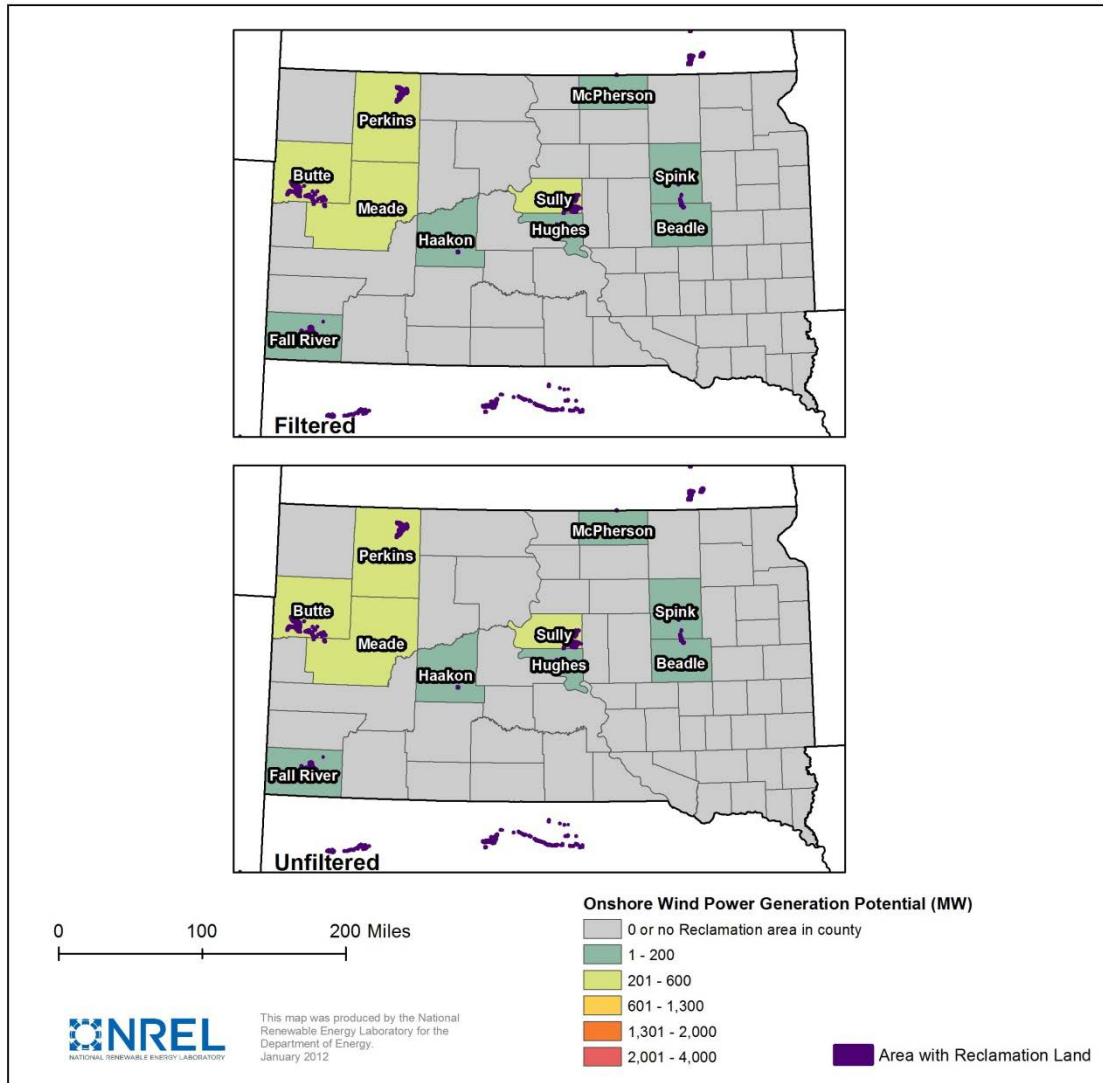 McPherson
Perkins
Butte
Spink
Sully
Meade
Beadle
Hughes
Haakon
Fall River
Filtered
McPherson
Perkins
Butte
Spink
Sully
Meade
Beadle
Hughes
Haakon
Fall River
Unfiltered
0 100 200 Miles
Onshore Wind Power Generation Potential (MW)
0 or no Reclamation area in county
1 - 200
201 - 600
601 - 1,300
1,301 - 2,000
2,001 - 4,000
Area with Reclamation Land
NREL
NATIONAL RENEWABLE ENERGY LABORATORY
This map was produced by the National
Renewable Energy Laboratory for the
Department of Energy.
January 2012